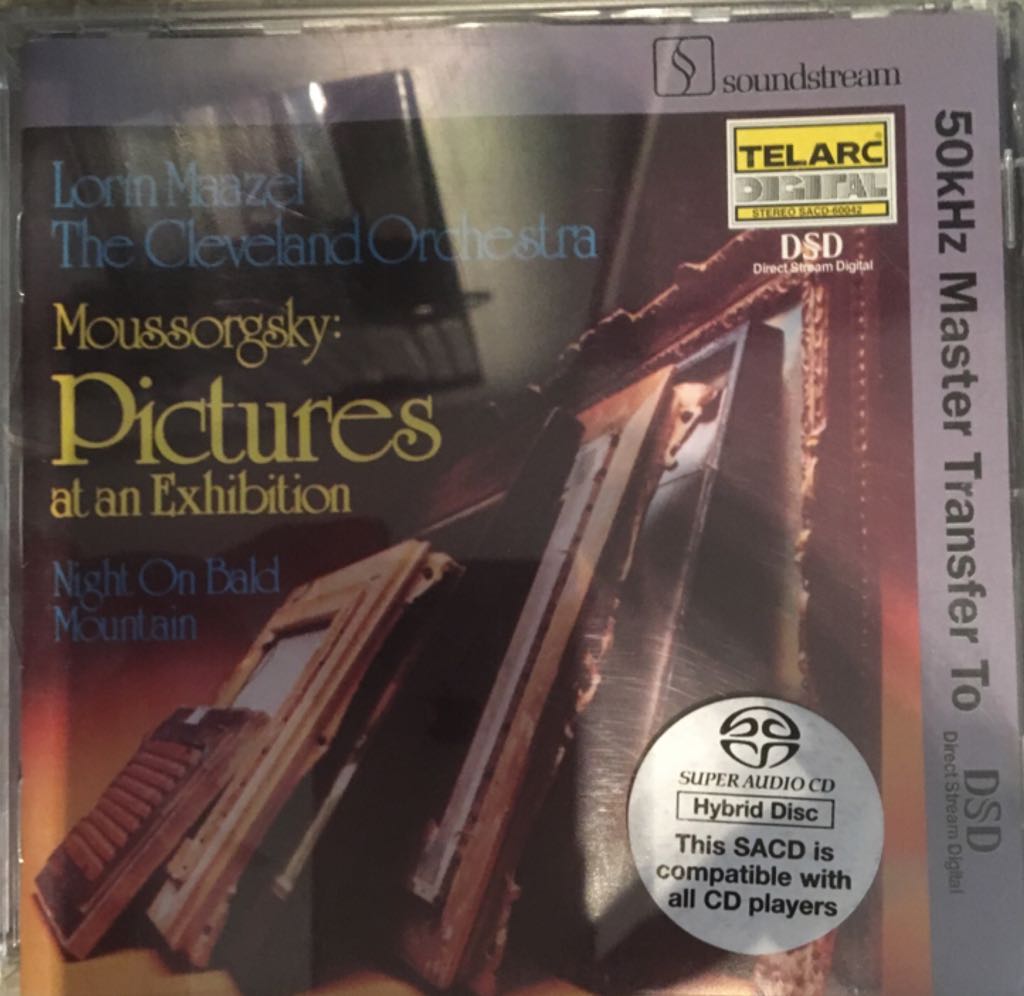 soundstream
TELARC
DIGITAL
STEREO SACD-60042
DSD
Direct Stream Digital
Lorin Maazel
The Cleveland Orchestra
Moussorgsky:
Pictures
at an Exhibition
Night On Bald
Mountain
SUPER AUDIO CD
Hybrid Disc
This SACD is
compatible with
all CD players
50kHz Master Transfer To
DSD
Direct Stream Digital